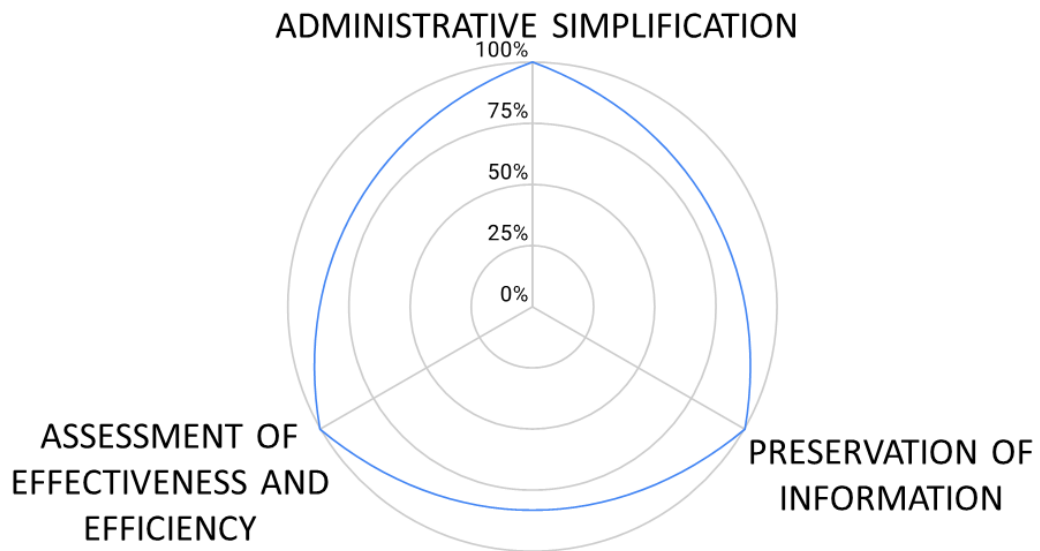 ADMINISTRATIVE SIMPLIFICATION
100%
75%
50%
25%
0%
ASSESSMENT OF
EFFECTIVENESS AND
EFFICIENCY
PRESERVATION OF
INFORMATION